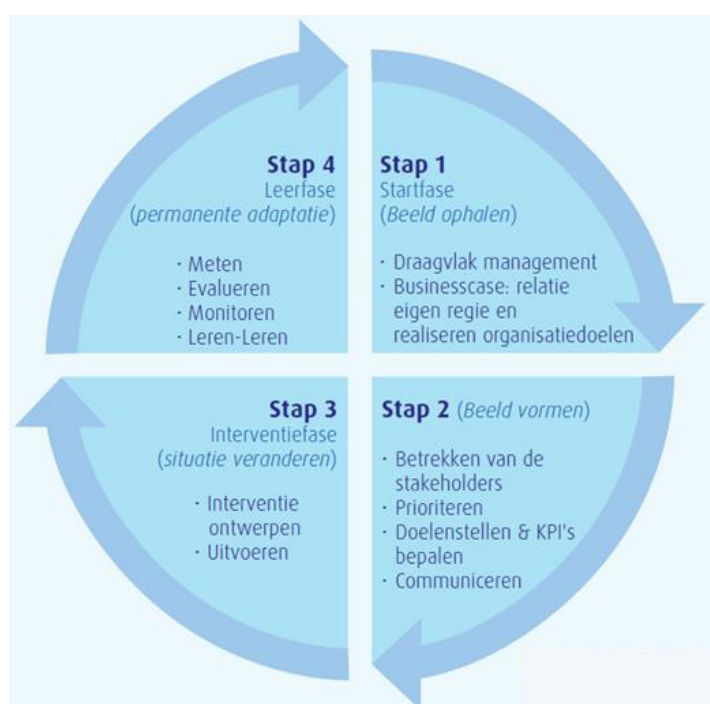 Stap 1
Startfase
(Beeld ophalen)
· Draagvlak management
· Businesscase: relatie
eigen regie en
realiseren organisatiedoelen
Stap 2 (Beeld vormen)
· Betrekken van de
stakeholders
· Prioriteren
· Doelenstellen & KPI's
bepalen
· Communiceren
Stap 3
Interventiefase
(situatie veranderen)
· Interventie
ontwerpen
· Uitvoeren
Stap 4
Leerfase
(permanente adaptatie)
· Meten
· Evalueren
· Monitoren
· Leren-Leren